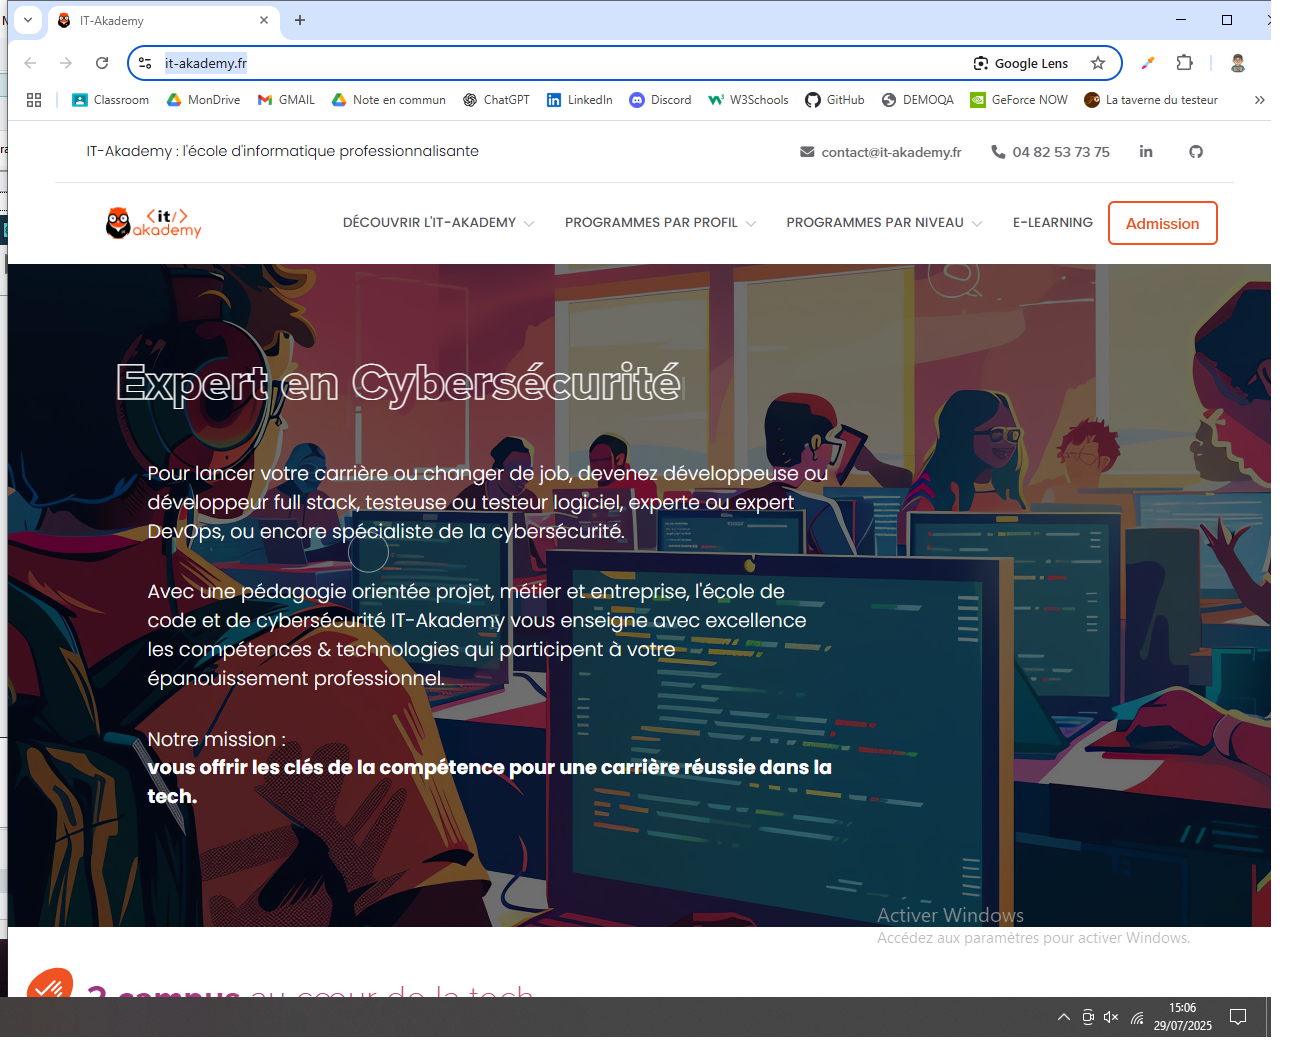 IT-Akademy
it-akademy.fr
Google Lens
Classroom MonDrive GMAIL Note en commun ChatGPT LinkedIn Discord W3Schools GitHub DEMOQA GeForce NOW La taverne du testeur
IT-Akademy : l'école d'informatique professionnalisante
contact@it-akademy.fr 04 82 53 73 75
<it/>
akademy
DÉCOUVRIR L'IT-AKADEMY PROGRAMMES PAR PROFIL PROGRAMMES PAR NIVEAU E-LEARNING Admission
Expert en Cybersécurité
Pour lancer votre carrière ou changer de job, devenez développeuse ou
développeur full stack, testeuse ou testeur logiciel, experte ou expert
DevOps, ou encore spécialiste de la cybersécurité.
Avec une pédagogie orientée projet, métier et entreprise, l'école de
code et de cybersécurité IT-Akademy vous enseigne avec excellence
les compétences & technologies qui participent à votre
épanouissement professionnel.
Notre mission :
vous offrir les clés de la compétence pour une carrière réussie dans la
tech.
Activer Windows
Accédez aux paramètres pour activer Windows.
2 campus au cœur de la tech
15:06
29/07/2025